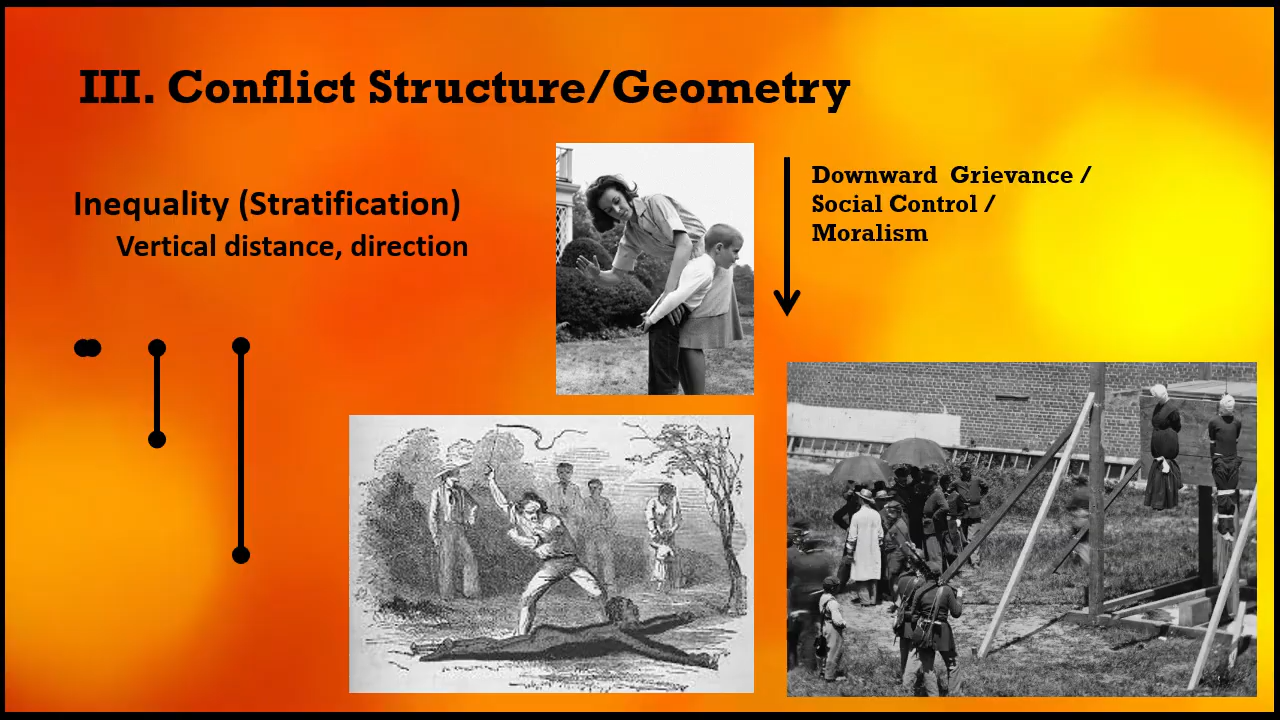 III. Conflict Structure/Geometry
Inequality (Stratification)
Vertical distance, direction
Downward  Grievance /
Social Control /
Moralism